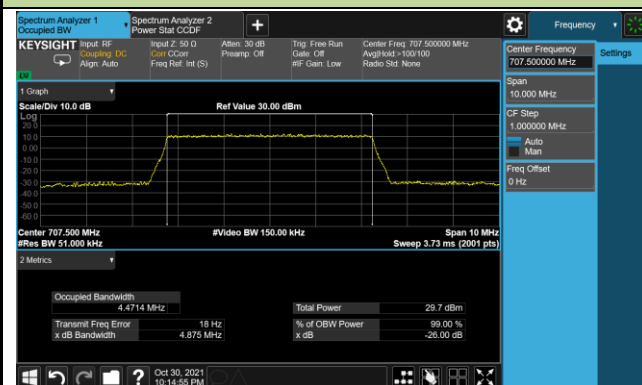 Spectrum Analyzer 1
Occupied BW
Spectrum Analyzer 2
Power Stat CCDF
Frequency
KEYSIGHT
Input: RF
Coupling: DC
Align: Auto
Input Z: 50 Ω
Corr CCorr
Freq Ref: Int (S)
Atten: 30 dB
Preamp: Off
Trig: Free Run
Gate: Off
#IF Gain: Low
Center Freq: 707.500000 MHz
Avg|Hold:>100/100
Radio Std: None
Center Frequency
707.500000 MHz
Settings
Span
10.000 MHz
CF Step
1.000000 MHz
Auto
Man
Freq Offset
0 Hz
1 Graph
Scale/Div 10.0 dB
Ref Value 30.00 dBm
Log
20.0
10.0
0.00
-10.0
-20.0
-30.0
-40.0
-50.0
-60.0
Center 707.500 MHz
#Video BW 150.00 kHz
Span 10 MHz
#Res BW 51.000 kHz
Sweep 3.73 ms (2001 pts)
2 Metrics
Occupied Bandwidth
4.4714 MHz
Total Power
29.7 dBm
Transmit Freq Error
18 Hz
% of OBW Power
99.00 %
x dB Bandwidth
4.875 MHz
x dB
-26.00 dB
?
Oct 30, 2021
10:14:55 PM